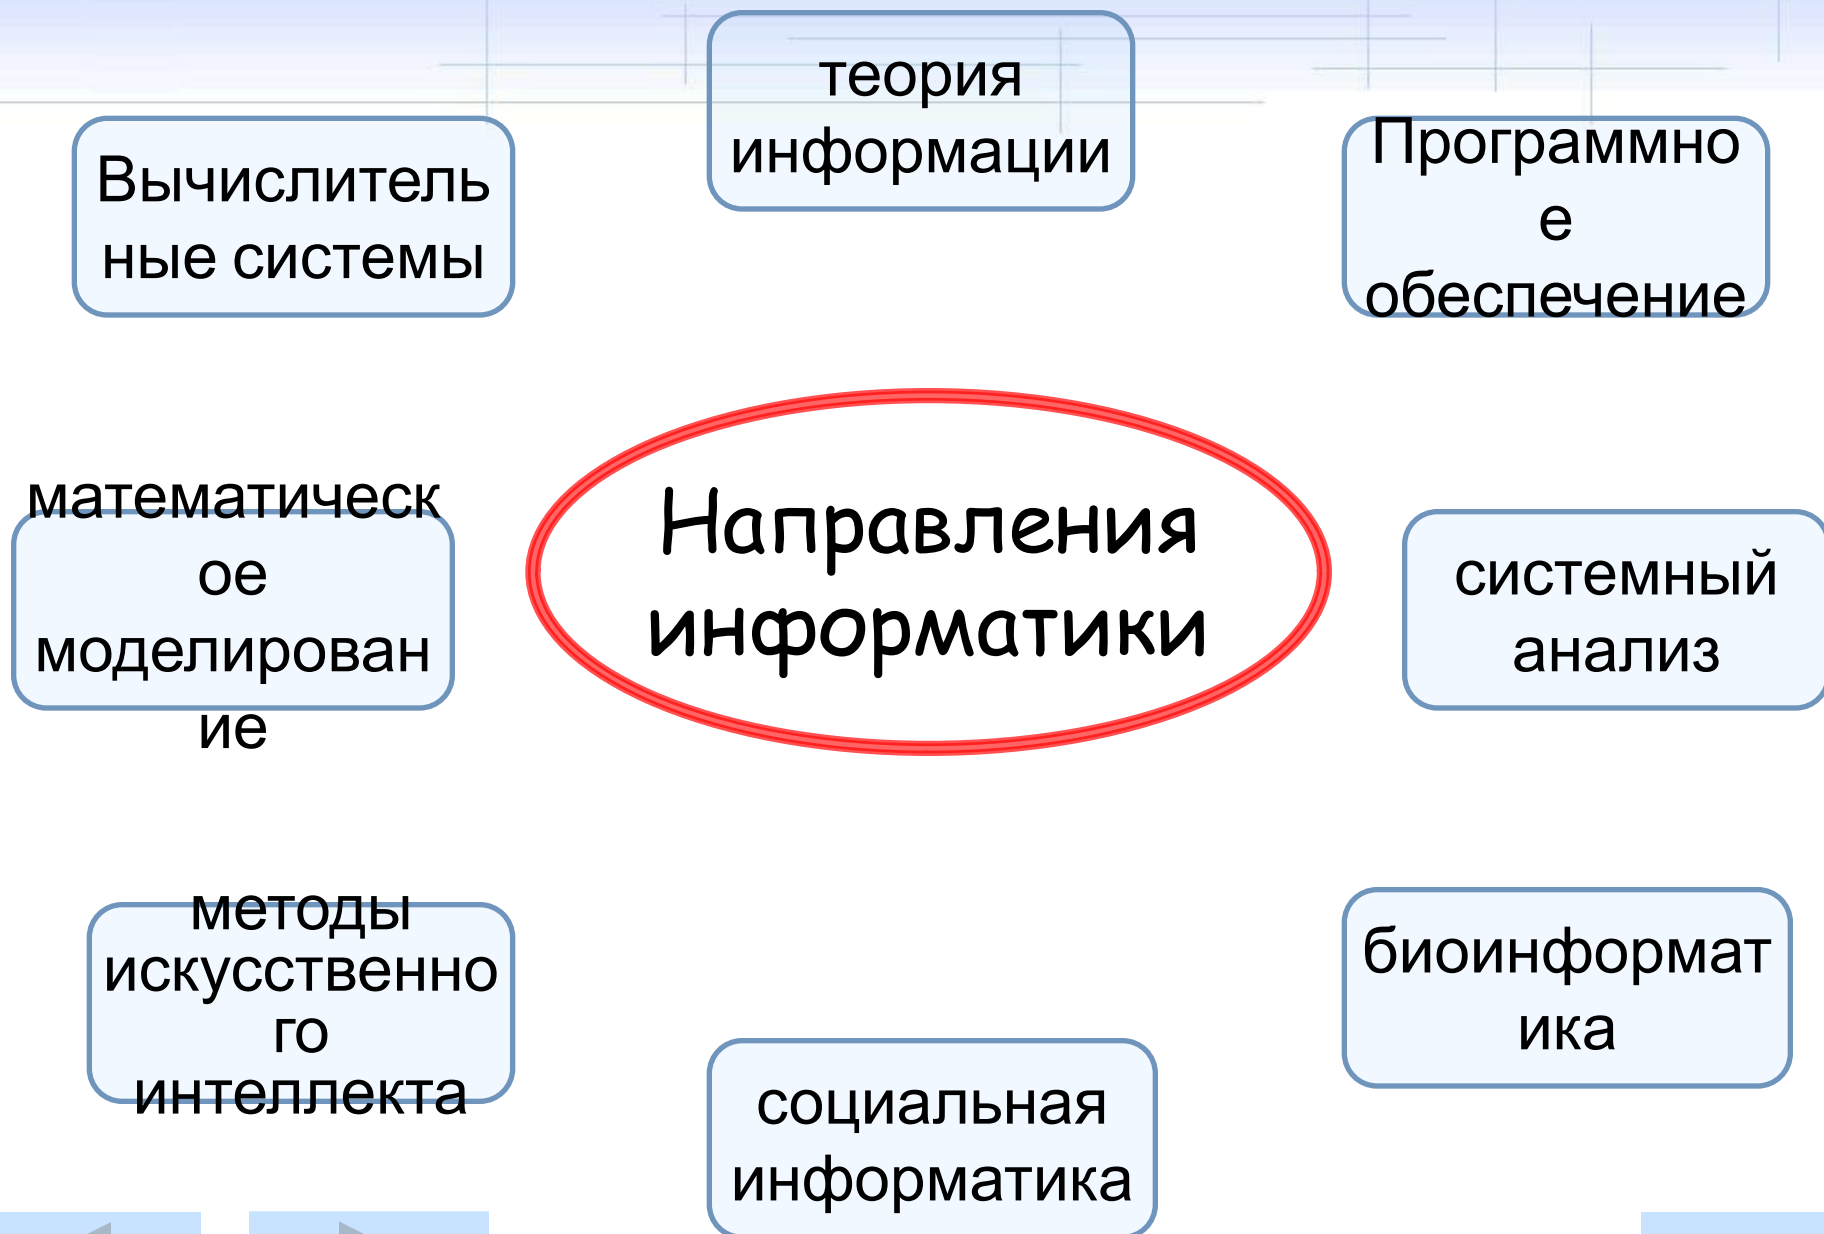 теория
информации
Вычислитель
ные системы
Программно
е
обеспечение
математическ
ое
моделирован
ие
Направления
информатики
системный
анализ
методы
искусственно
го
интеллекта
социальная
информатика
биоинформат
ика